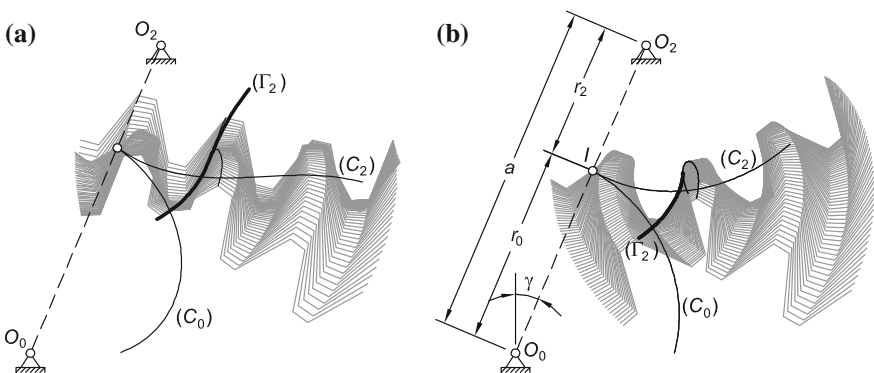 (a)
O₂
(Γ₂)
(C₂)
(C₀)
O₀
(b)
O₂
r₂
I
(C₂)
a
r₀
(Γ₂)
γ
(C₀)
O₀